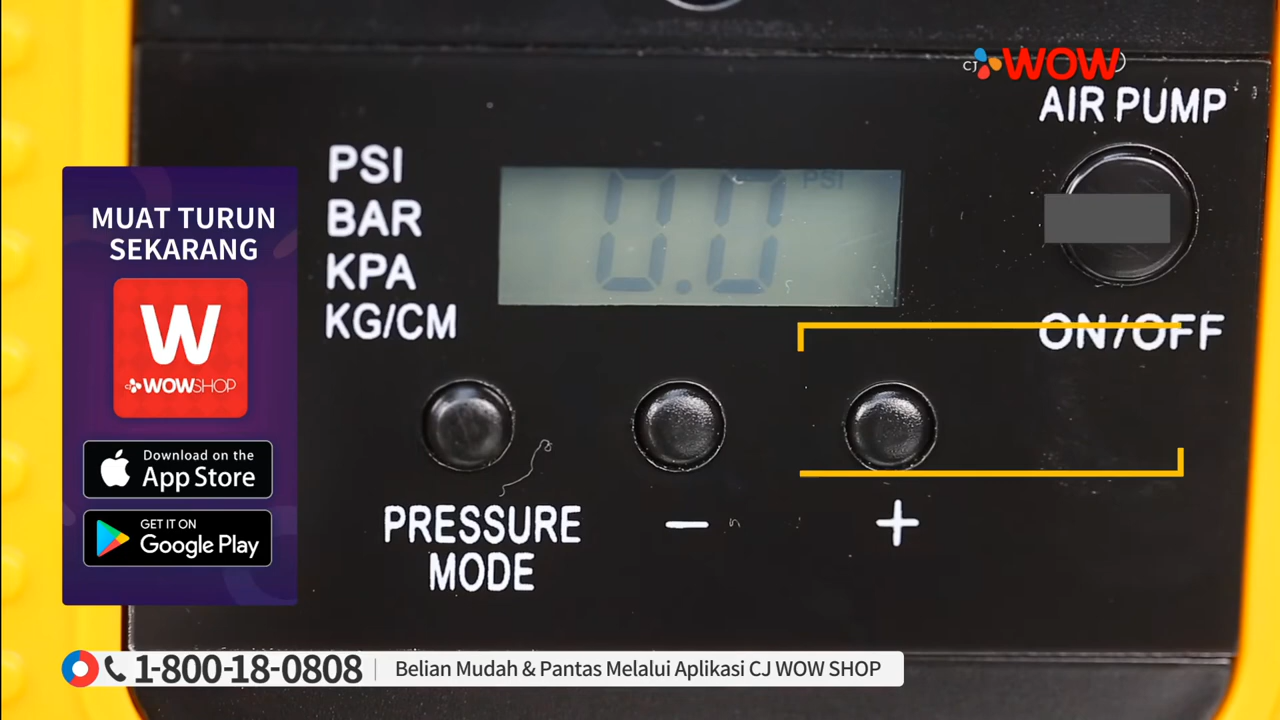 CJ WOW
AIR PUMP
PSI
BAR
KPA
KG/CM
0.0 PSI
ON/OFF
PRESSURE
MODE
−
+
MUAT TURUN
SEKARANG
W
CJ WOWSHOP
Download on the
App Store
GET IT ON
Google Play
1-800-18-0808
Belian Mudah & Pantas Melalui Aplikasi CJ WOW SHOP